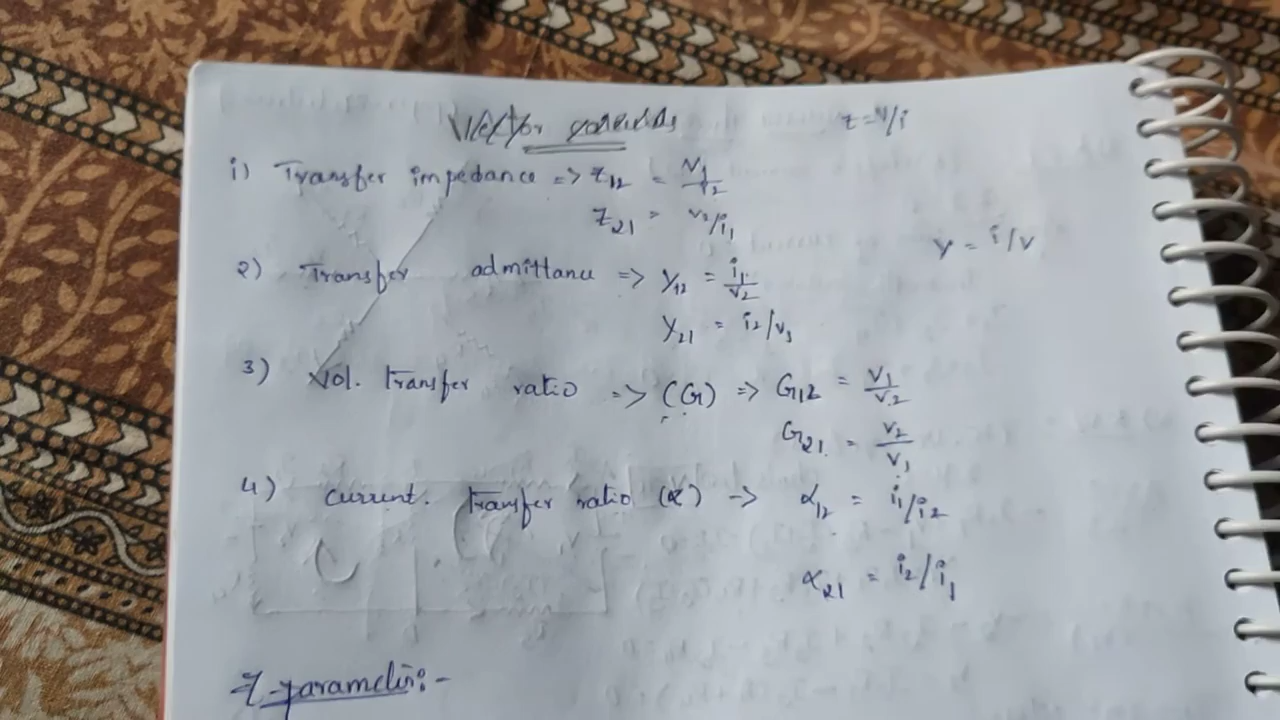 z = v/i
i) Transfer impedance => Z12 = V1/I2
Z21 = V2/i1
y = i/v
2) Transfer admittance => Y12 = i1/V2
Y21 = i2/V1
3) Vol. Transfer ratio => (G) => G12 = V1/V2
G21 = V2/V1
4) current. Transfer ratio (α) -> α12 = i1/i2
α21 = i2/i1
Z-parameters:-